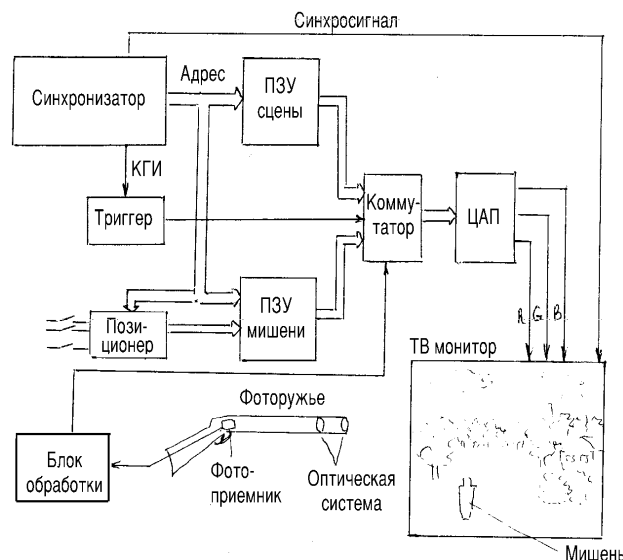 Синхросигнал
Синхронизатор
Адрес
ПЗУ
сцены
КГИ
Триггер
Комму-
татор
ЦАП
Пози-
ционер
ПЗУ
мишени
R G B
ТВ монитор
Фоторужье
Блок
обработки
Фото-
приемник
Оптическая
система
Мишень